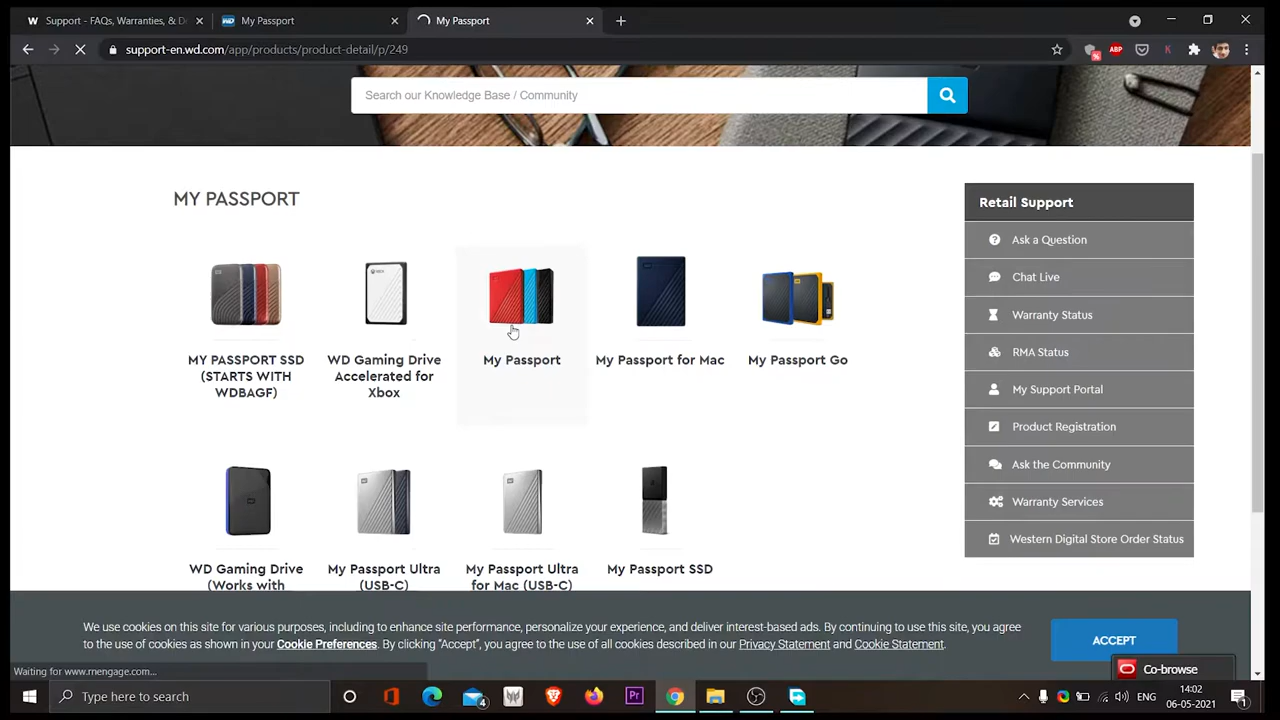 W Support - FAQs, Warranties, & D
WD My Passport
My Passport
support-en.wd.com/app/products/product-detail/p/249
ABP
K
Search our Knowledge Base / Community
MY PASSPORT
MY PASSPORT SSD
(STARTS WITH
WDBAGF)
WD Gaming Drive
Accelerated for
Xbox
My Passport
My Passport for Mac
My Passport Go
WD Gaming Drive
(Works with
My Passport Ultra
(USB-C)
My Passport Ultra
for Mac (USB-C)
My Passport SSD
Retail Support
Ask a Question
Chat Live
Warranty Status
RMA Status
My Support Portal
Product Registration
Ask the Community
Warranty Services
Western Digital Store Order Status
We use cookies on this site for various purposes, including to enhance site performance, personalize your experience, and deliver interest-based ads. By continuing to use this site, you agree
to the use of cookies as shown in your Cookie Preferences. By clicking “Accept”, you agree to the use of all cookies described in our Privacy Statement and Cookie Statement.
ACCEPT
Co-browse
Waiting for www.rnengage.com...
Type here to search
4
Pr
ENG
14:02
06-05-2021
1